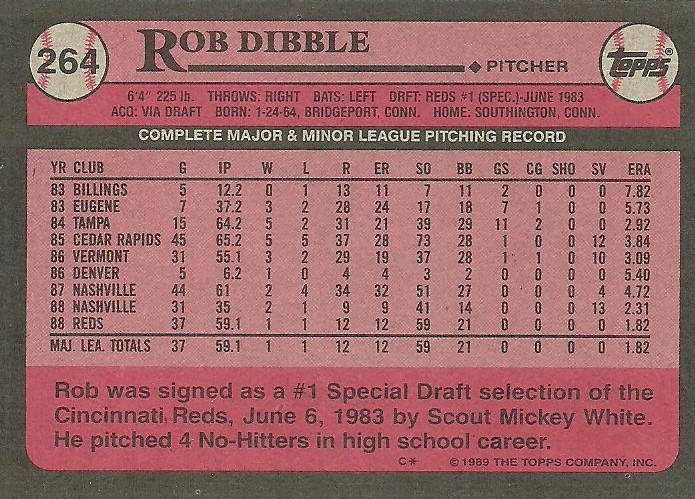 264 ROB DIBBLE ◆ PITCHER TOPPS®
6'4" 225 lb. THROWS: RIGHT BATS: LEFT DRFT: REDS #1 (SPEC.)-JUNE 1983
ACQ: VIA DRAFT BORN: 1-24-64, BRIDGEPORT, CONN. HOME: SOUTHINGTON, CONN.
COMPLETE MAJOR & MINOR LEAGUE PITCHING RECORD
YR CLUB G IP W L R ER SO BB GS CG SHO SV ERA
83 BILLINGS 5 12.2 0 1 13 11 7 11 2 0 0 0 7.82
83 EUGENE 7 37.2 3 2 28 24 17 18 7 1 0 0 5.73
84 TAMPA 15 64.2 5 2 31 21 39 29 11 2 0 0 2.92
85 CEDAR RAPIDS 45 65.2 5 5 37 28 73 28 1 0 0 12 3.84
86 VERMONT 31 55.1 3 2 29 19 37 28 1 1 0 10 3.09
86 DENVER 5 6.2 1 0 4 4 3 2 0 0 0 0 5.40
87 NASHVILLE 44 61 2 4 34 32 51 27 0 0 0 4 4.72
88 NASHVILLE 31 35 2 1 9 9 41 14 0 0 0 13 2.31
88 REDS 37 59.1 1 1 12 12 59 21 0 0 0 0 1.82
MAJ. LEA. TOTALS 37 59.1 1 1 12 12 59 21 0 0 0 0 1.82
Rob was signed as a #1 Special Draft selection of the
Cincinnati Reds, June 6, 1983 by Scout Mickey White.
He pitched 4 No-Hitters in high school career.
C* © 1989 THE TOPPS COMPANY, INC.